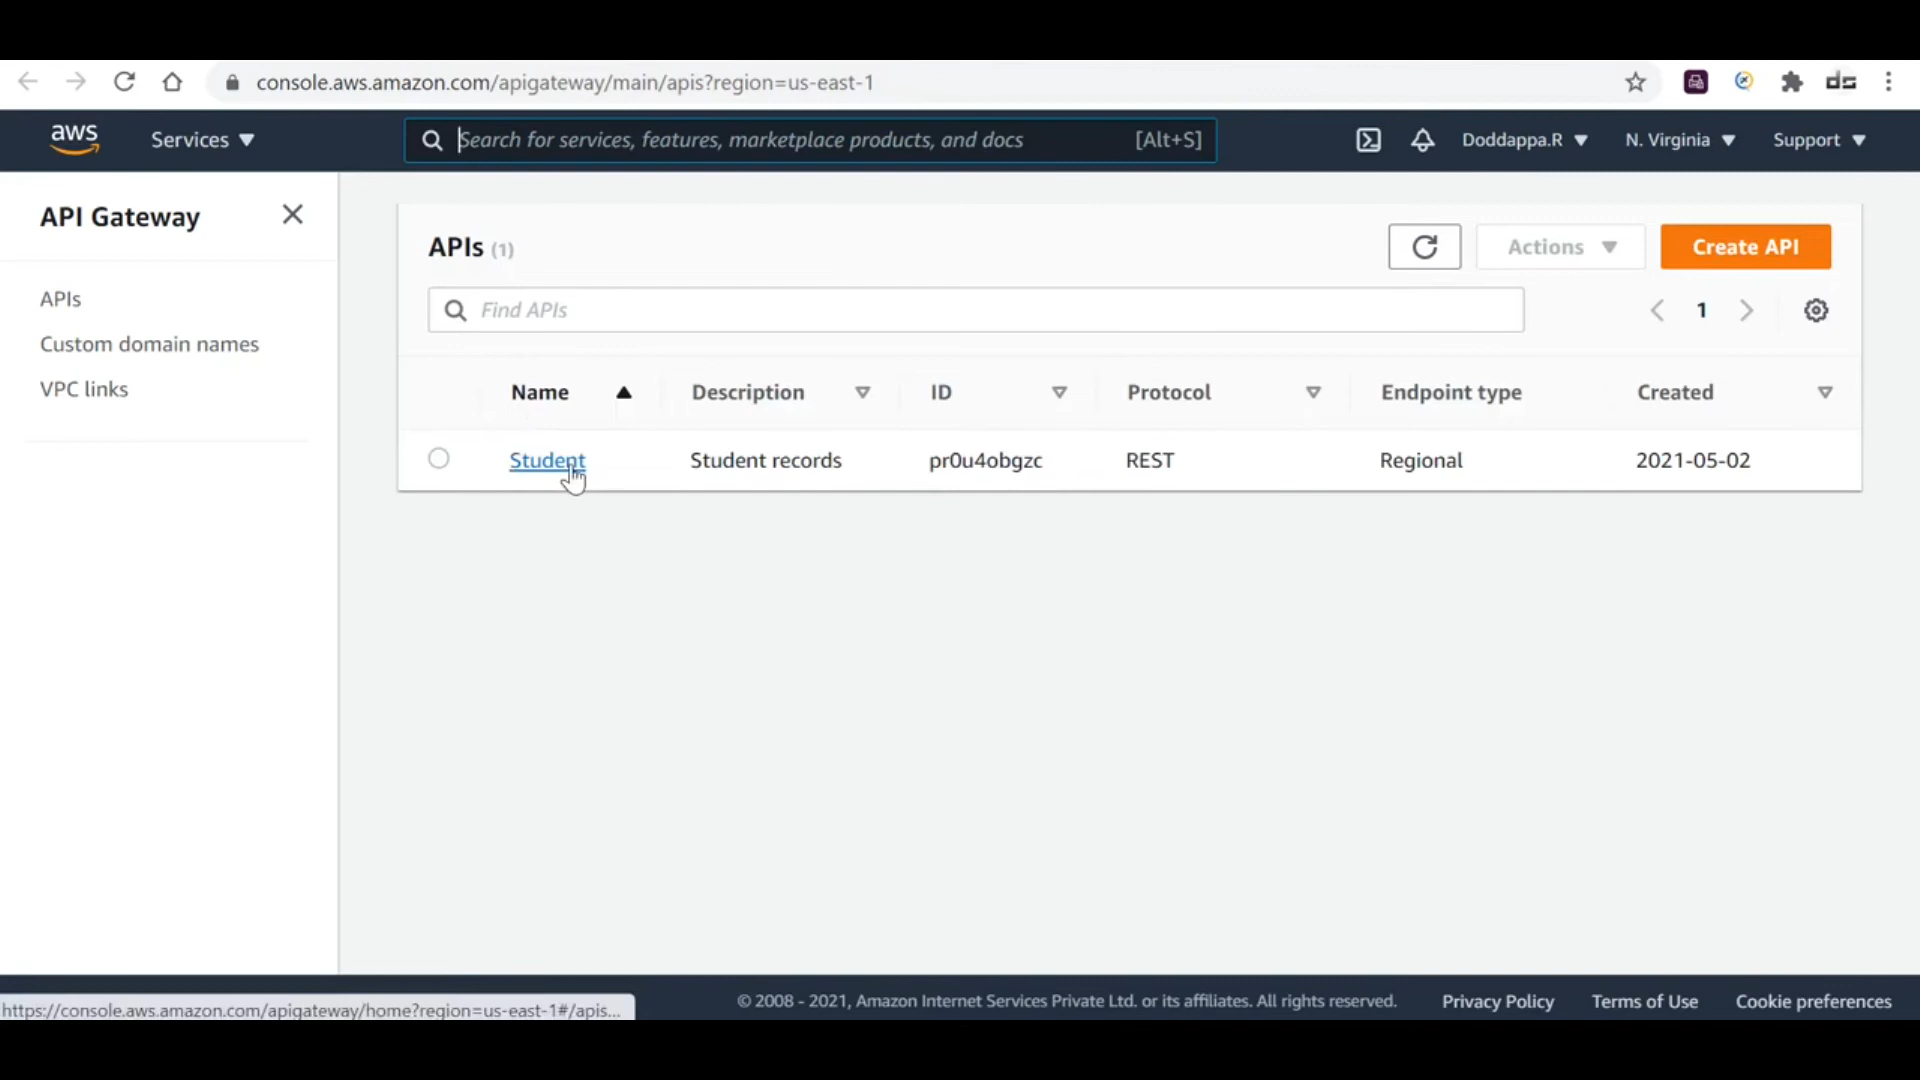 console.aws.amazon.com/apigateway/main/apis?region=us-east-1
aws Services Search for services, features, marketplace products, and docs [Alt+S] Doddappa.R N. Virginia Support
API Gateway
APIs
Custom domain names
VPC links
APIs (1) Actions Create API
Find APIs 1
Name Description ID Protocol Endpoint type Created
Student Student records pr0u4obgzc REST Regional 2021-05-02
https://console.aws.amazon.com/apigateway/home?region=us-east-1#/apis...
© 2008 - 2021, Amazon Internet Services Private Ltd. or its affiliates. All rights reserved. Privacy Policy Terms of Use Cookie preferences